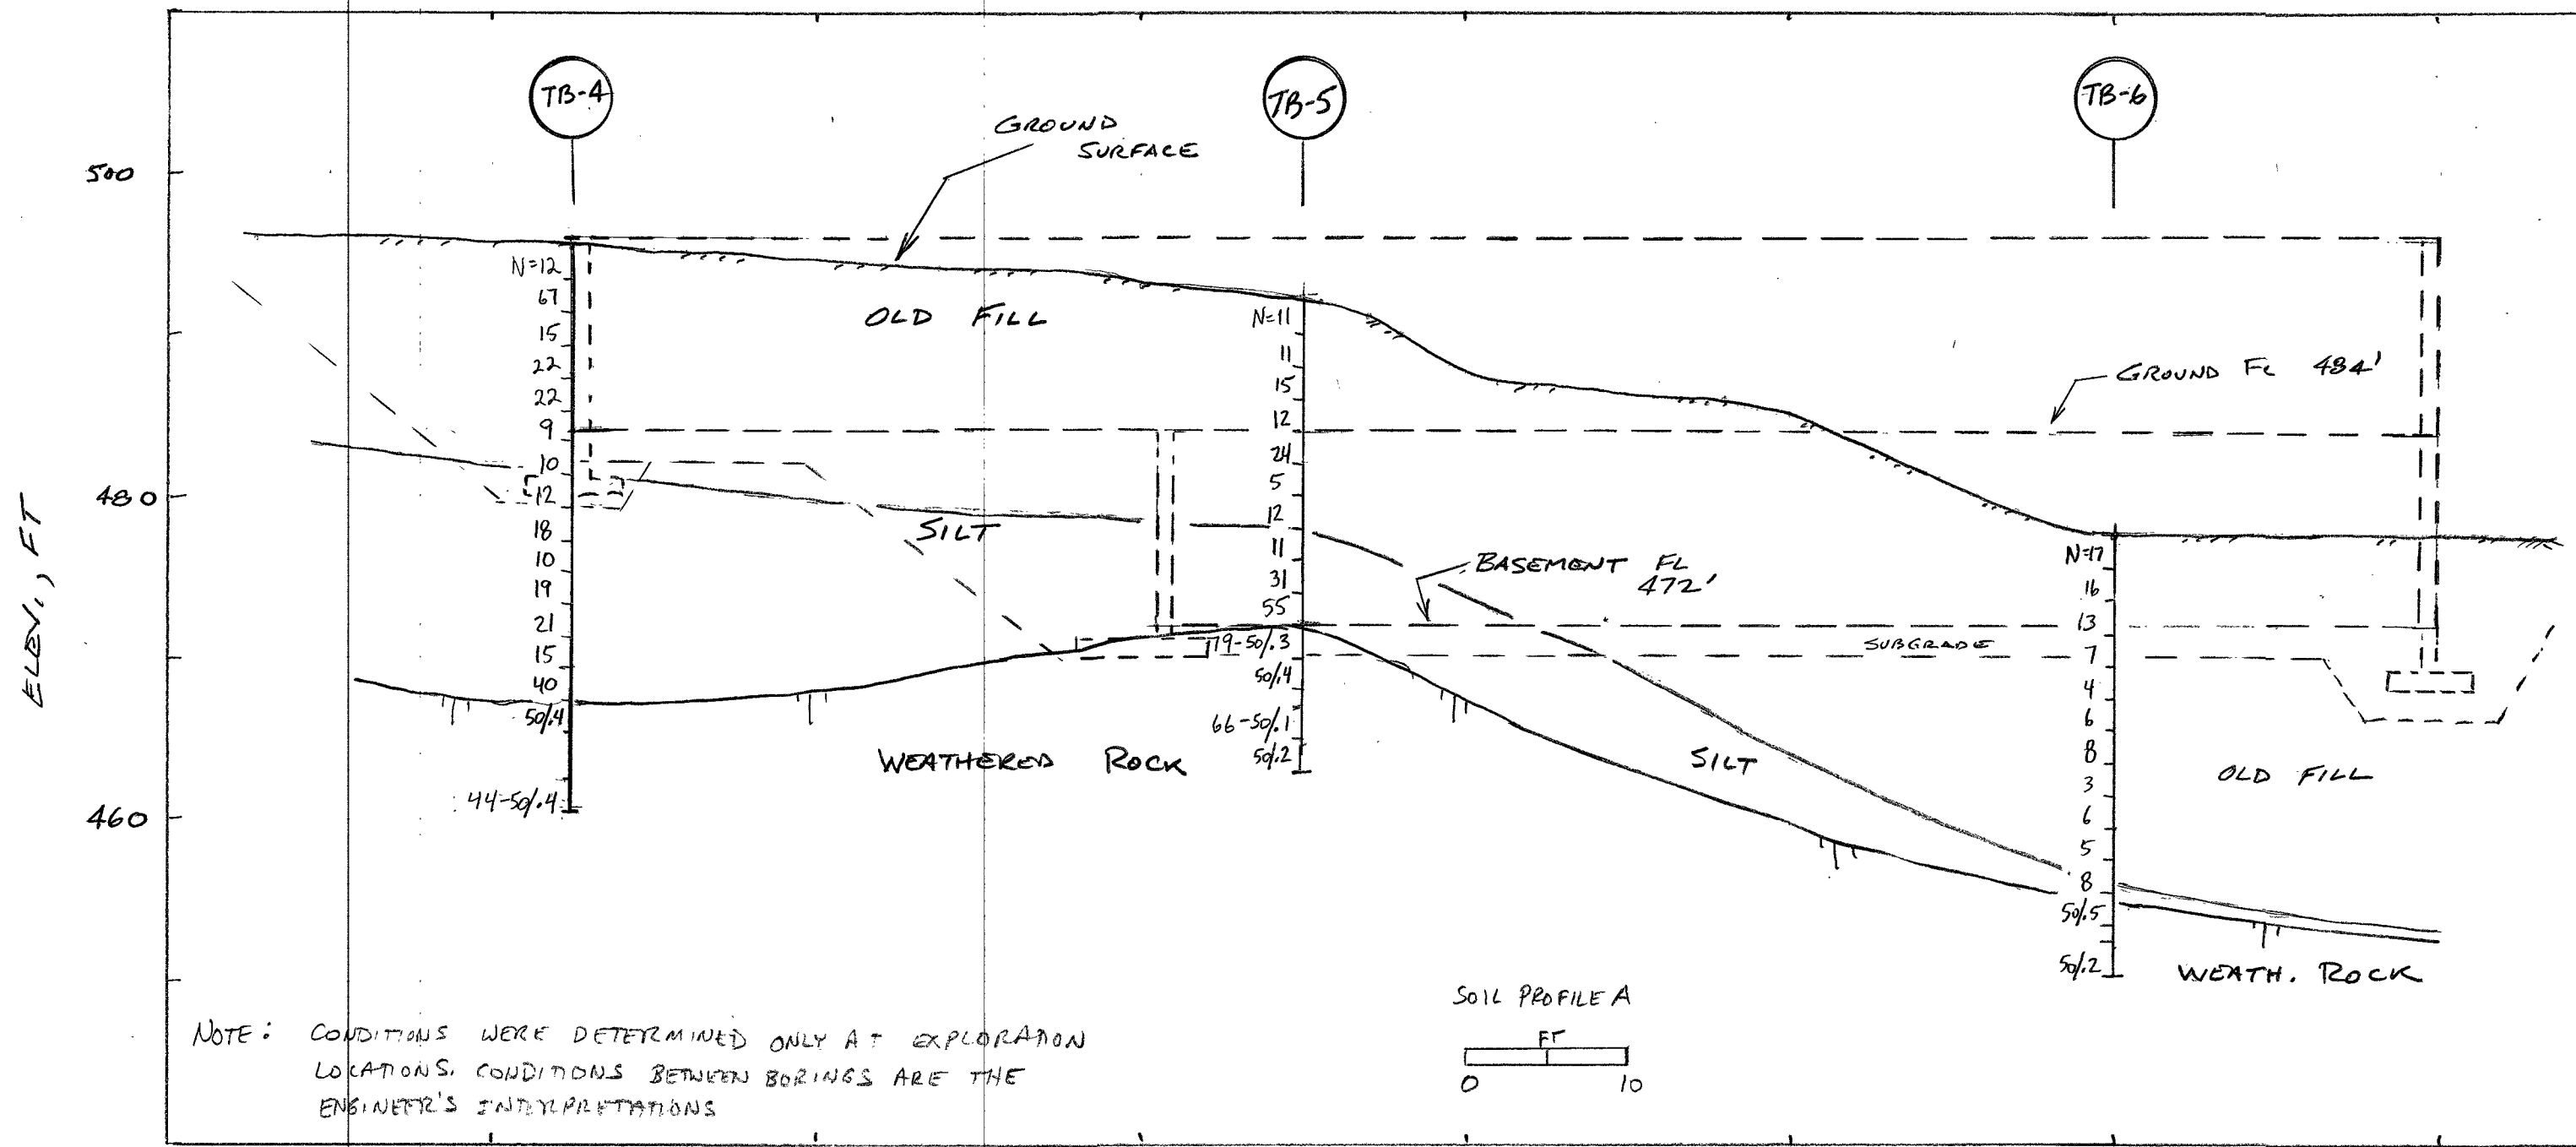 TB-4
TB-5
TB-6
GROUND
SURFACE
500
480
460
ELEV., FT
OLD FILL
GROUND FL 484'
SILT
BASEMENT FL
472'
SUBGRADE
WEATHERED ROCK
SILT
OLD FILL
WEATH. ROCK
N=12
67
15
22
22
9
10
12
18
10
19
21
15
40
50/.4
44-50/.4
N=11
11
15
12
24
5
12
11
31
55
79-50/.3
50/.4
66-50/.1
50/.2
N=17
16
13
7
4
6
8
3
6
5
8
50/.5
50/.2
SOIL PROFILE A
FT
0 10
NOTE: CONDITIONS WERE DETERMINED ONLY AT EXPLORATION
LOCATIONS. CONDITIONS BETWEEN BORINGS ARE THE
ENGINEER'S INTERPRETATIONS